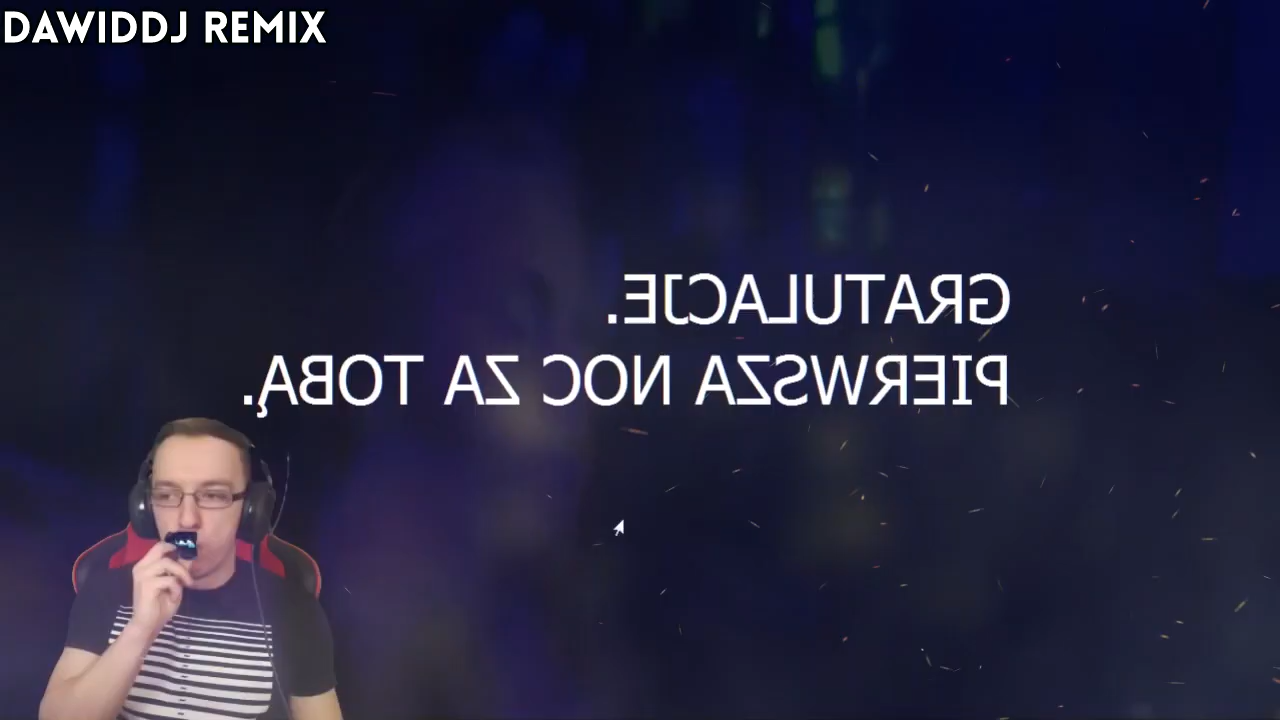 DAWIDDJ REMIX
GRATULACJE.
PIERWSZA NOC ZA TOBĄ.